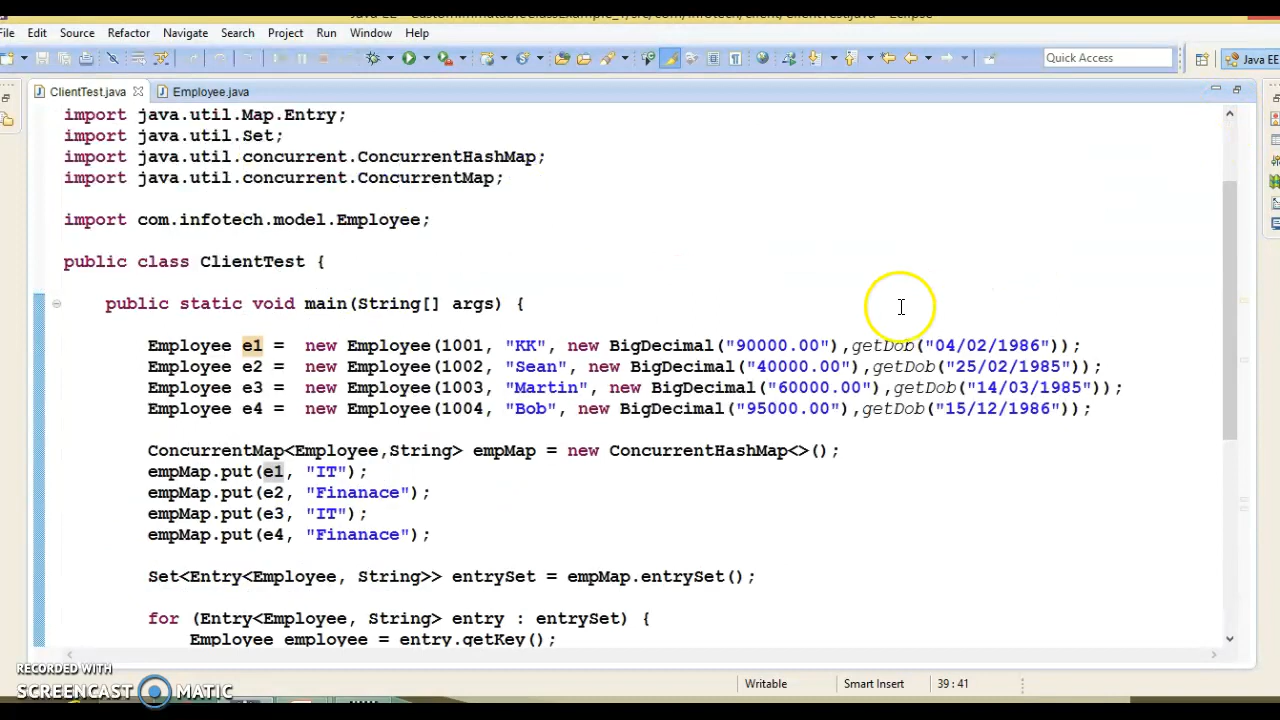 File Edit Source Refactor Navigate Search Project Run Window Help
Quick Access
Java EE
ClientTest.java
Employee.java
import java.util.Map.Entry;
import java.util.Set;
import java.util.concurrent.ConcurrentHashMap;
import java.util.concurrent.ConcurrentMap;
import com.infotech.model.Employee;
public class ClientTest {
public static void main(String[] args) {
Employee e1 = new Employee(1001, "KK", new BigDecimal("90000.00"),getDob("04/02/1986"));
Employee e2 = new Employee(1002, "Sean", new BigDecimal("40000.00"),getDob("25/02/1985"));
Employee e3 = new Employee(1003, "Martin", new BigDecimal("60000.00"),getDob("14/03/1985"));
Employee e4 = new Employee(1004, "Bob", new BigDecimal("95000.00"),getDob("15/12/1986"));
ConcurrentMap<Employee,String> empMap = new ConcurrentHashMap<>();
empMap.put(e1, "IT");
empMap.put(e2, "Finanace");
empMap.put(e3, "IT");
empMap.put(e4, "Finanace");
Set<Entry<Employee, String>> entrySet = empMap.entrySet();
for (Entry<Employee, String> entry : entrySet) {
Employee employee = entry.getKey();
RECORDED WITH
SCREENCAST MATIC
Writable Smart Insert 39 : 41